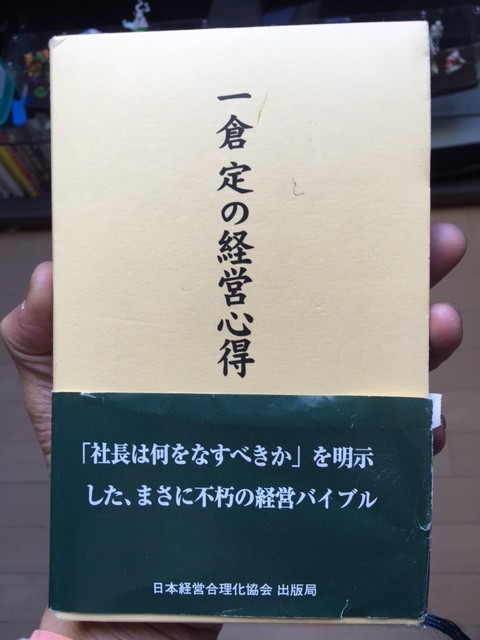 一倉定の経営心得
「社長は何をなすべきか」を明示
した、まさに不朽の経営バイブル
日本経営合理化協会 出版局